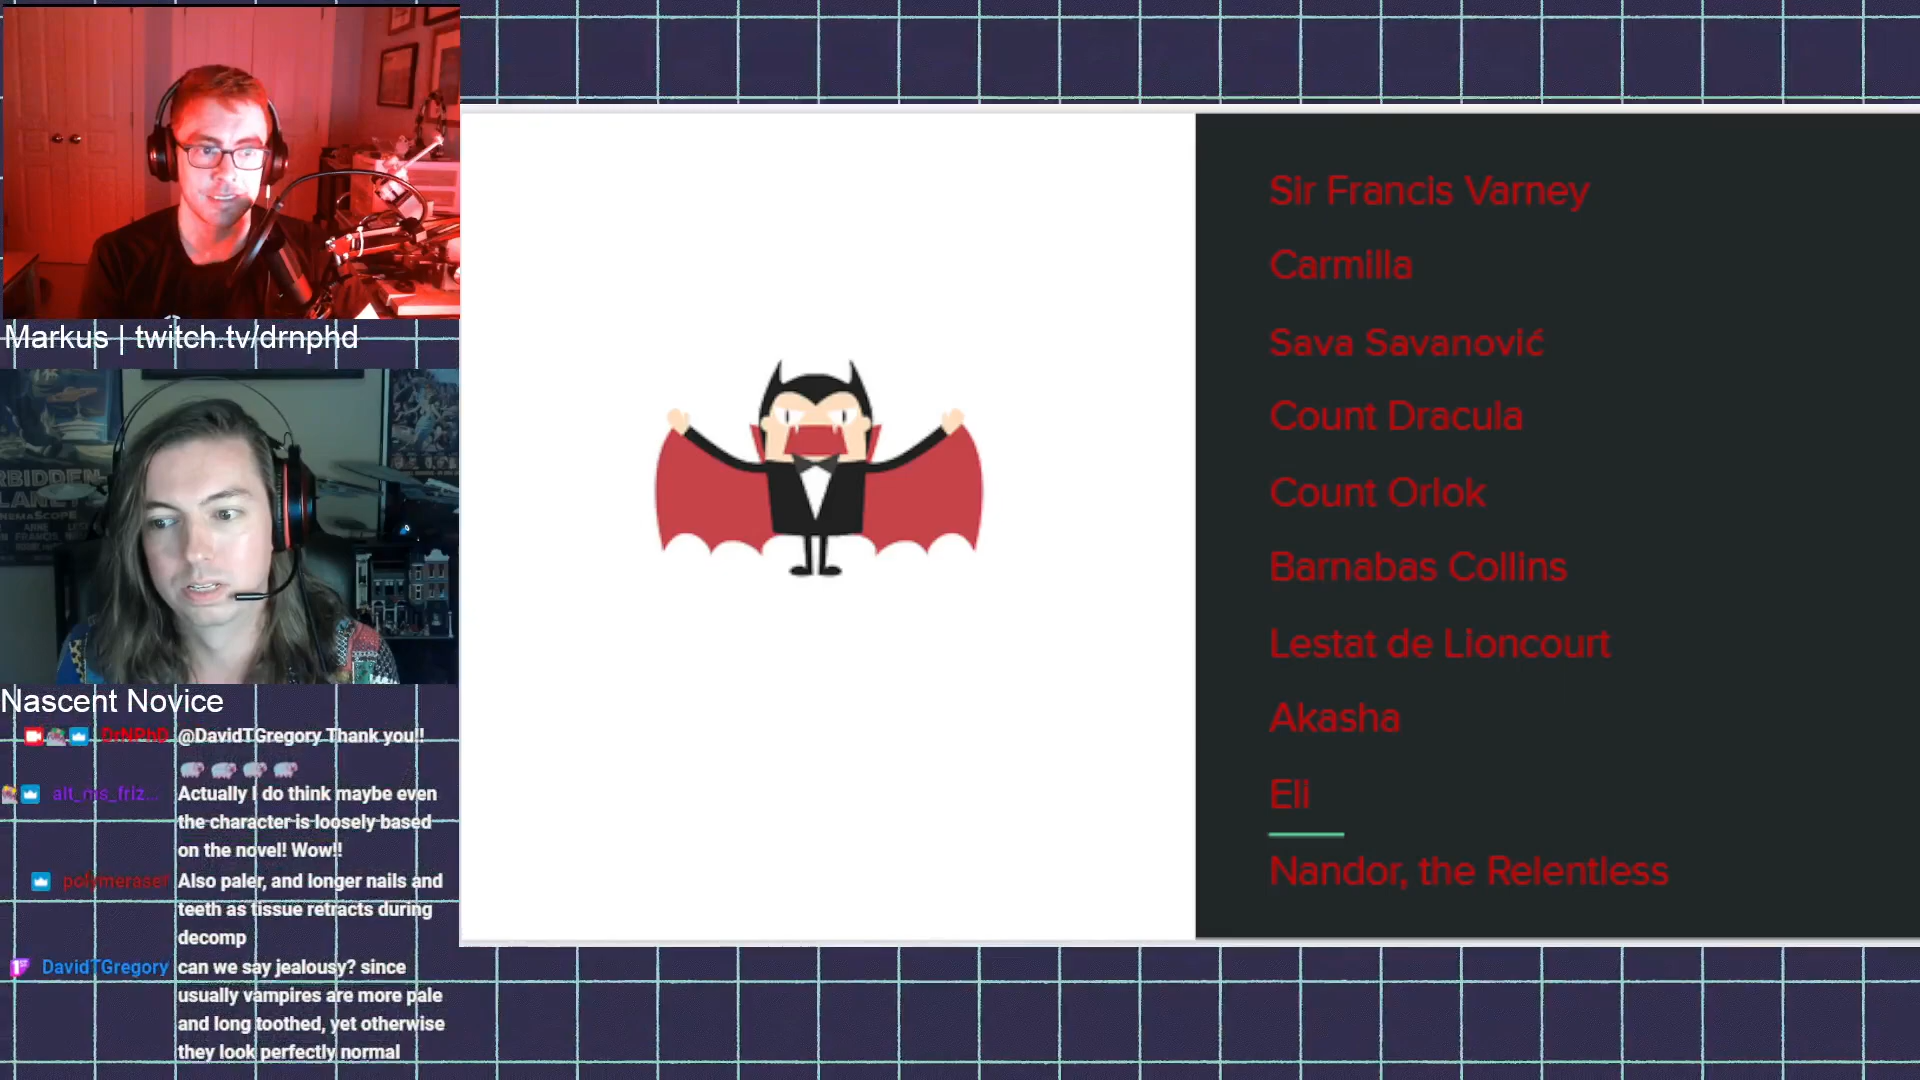 Markus | twitch.tv/drnphd
Nascent Novice
DrNPhD @DavidTGregory Thank you!!
alt_ms_friz... Actually I do think maybe even
the character is loosely based
on the novel! Wow!!
polymerasef Also paler, and longer nails and
teeth as tissue retracts during
decomp
DavidTGregory can we say jealousy? since
usually vampires are more pale
and long toothed, yet otherwise
they look perfectly normal
Sir Francis Varney
Carmilla
Sava Savanović
Count Dracula
Count Orlok
Barnabas Collins
Lestat de Lioncourt
Akasha
Eli
Nandor, the Relentless